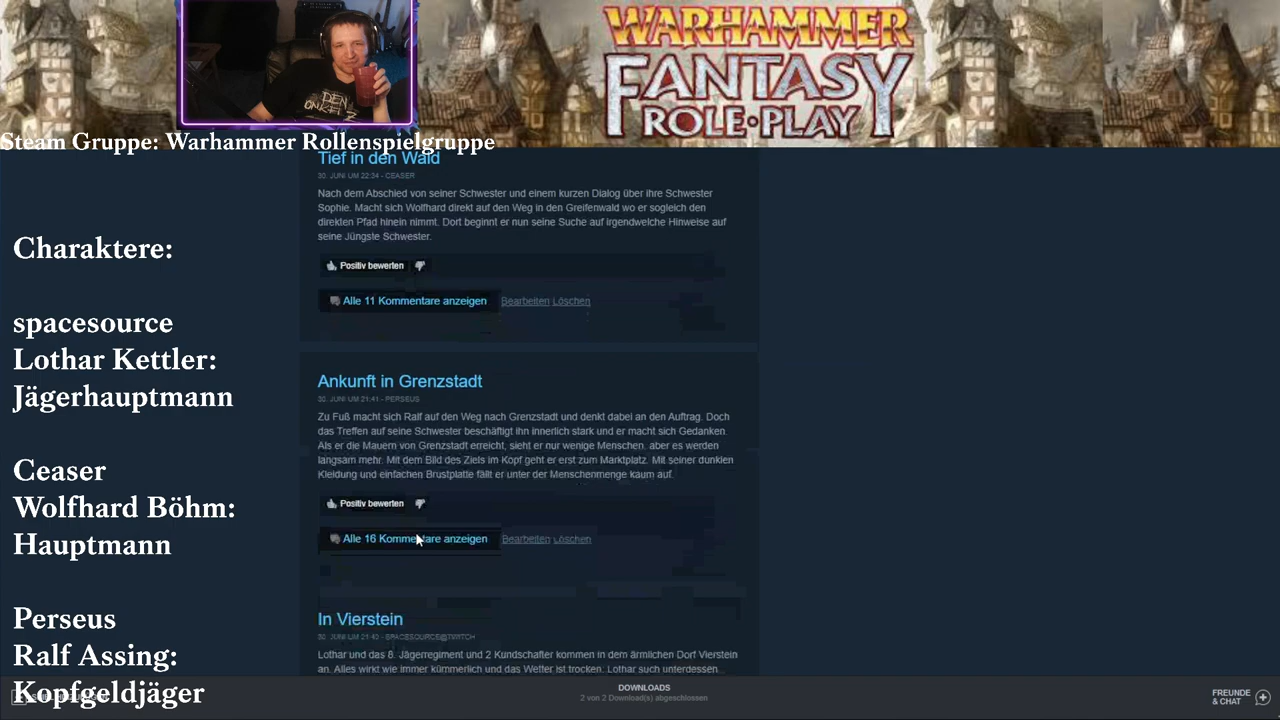 WARHAMMER
FANTASY
ROLE·PLAY
Steam Gruppe: Warhammer Rollenspielgruppe
Charaktere:
spacesource
Lothar Kettler:
Jägerhauptmann
Ceaser
Wolfhard Böhm:
Hauptmann
Perseus
Ralf Assing:
Kopfgeldjäger
Tief in den Wald
30. JUNI UM 22:34 - CEASER
Nach dem Abschied von seiner Schwester und einem kurzen Dialog über ihre Schwester
Sophie. Macht sich Wolfhard direkt auf den Weg in den Greifenwald wo er sogleich den
direkten Pfad hinein nimmt. Dort beginnt er nun seine Suche auf irgendwelche Hinweise auf
seine Jüngste Schwester.
Positiv bewerten
Alle 11 Kommentare anzeigen Bearbeiten Löschen
Ankunft in Grenzstadt
30. JUNI UM 21:41 - PERSEUS
Zu Fuß macht sich Ralf auf den Weg nach Grenzstadt und denkt dabei an den Auftrag. Doch
das Treffen auf seine Schwester beschäftigt ihn innerlich stark und er macht sich Gedanken.
Als er die Mauern von Grenzstadt erreicht, sieht er nur wenige Menschen, aber es werden
langsam mehr. Mit dem Bild des Ziels im Kopf geht er erst zum Marktplatz. Mit seiner dunklen
Kleidung und einfachen Brustplatte fällt er unter der Menschenmenge kaum auf.
Positiv bewerten
Alle 16 Kommentare anzeigen Bearbeiten Löschen
In Vierstein
30. JUNI UM 21:40 - SPACESOURCE@TWITCH
Lothar und das 8. Jägerregiment und 2 Kundschafter kommen in dem ärmlichen Dorf Vierstein
an. Alles wirkt wie immer kümmerlich und das Wetter ist trocken. Lothar such unterdessen
DOWNLOADS
2 von 2 Download(s) abgeschlossen
FREUNDE
& CHAT